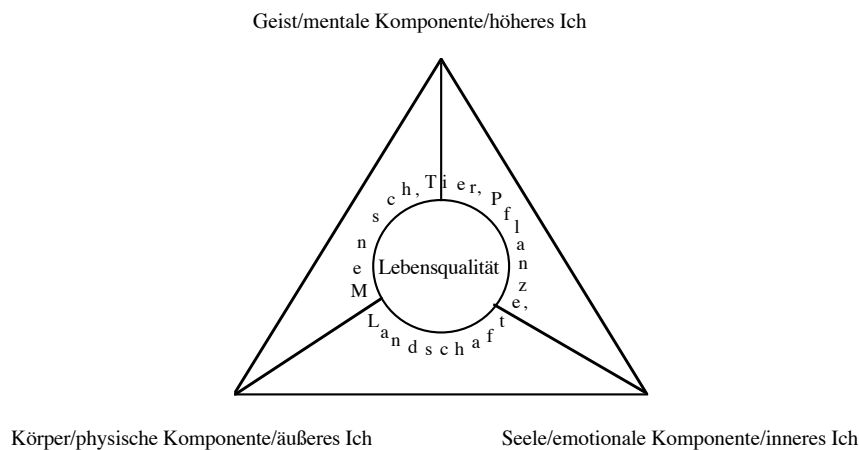 Geist/mentale Komponente/höheres Ich
Mensch, Tier, Pflanze,
Landschaft
Lebensqualität
Körper/physische Komponente/äußeres Ich
Seele/emotionale Komponente/inneres Ich